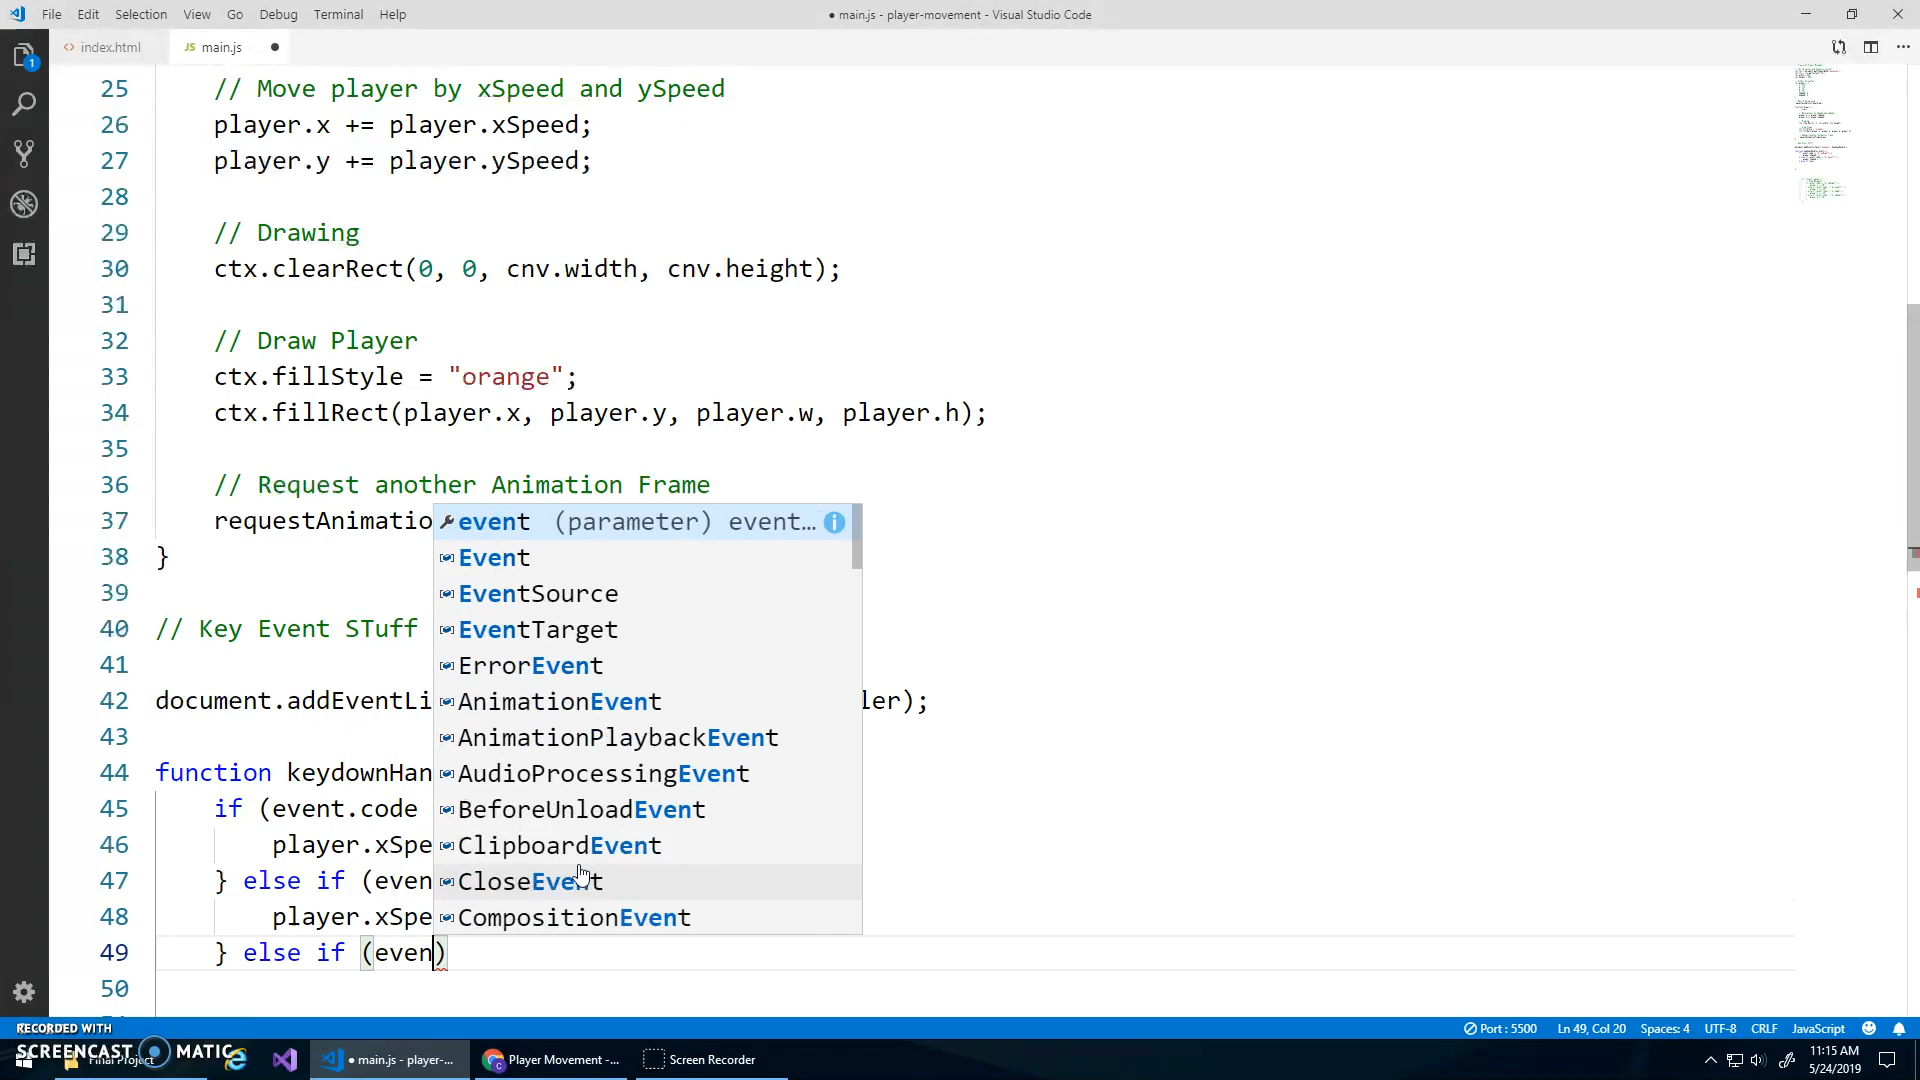 File Edit Selection View Go Debug Terminal Help
● main.js - player-movement - Visual Studio Code
<> index.html
JS main.js ●
1
25 // Move player by xSpeed and ySpeed
26 player.x += player.xSpeed;
27 player.y += player.ySpeed;
28
29 // Drawing
30 ctx.clearRect(0, 0, cnv.width, cnv.height);
31
32 // Draw Player
33 ctx.fillStyle = "orange";
34 ctx.fillRect(player.x, player.y, player.w, player.h);
35
36 // Request another Animation Frame
37 requestAnimatio
event (parameter) event…
38 }
Event
39
EventSource
40 // Key Event STuff
EventTarget
41
ErrorEvent
42 document.addEventLi ler);
AnimationEvent
43
AnimationPlaybackEvent
44 function keydownHan
AudioProcessingEvent
45 if (event.code
BeforeUnloadEvent
46 player.xSpe
ClipboardEvent
47 } else if (even
CloseEvent
48 player.xSpe
CompositionEvent
49 } else if (even)
50
Port : 5500 Ln 49, Col 20 Spaces: 4 UTF-8 CRLF JavaScript
RECORDED WITH
SCREENCAST MATIC
Final Project
● main.js - player-...
Player Movement -...
Screen Recorder
11:15 AM
5/24/2019